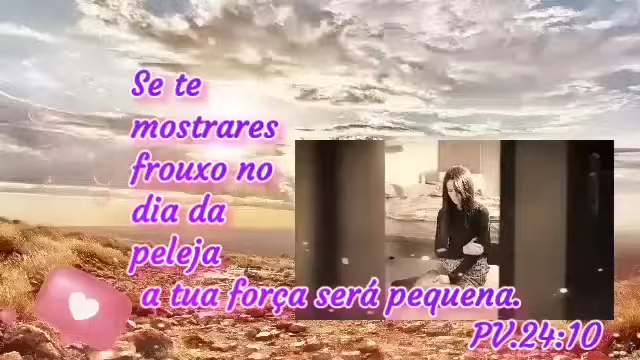 Se te
mostrares
frouxo no
dia da
peleja
a tua força será pequena.
PV.24:10